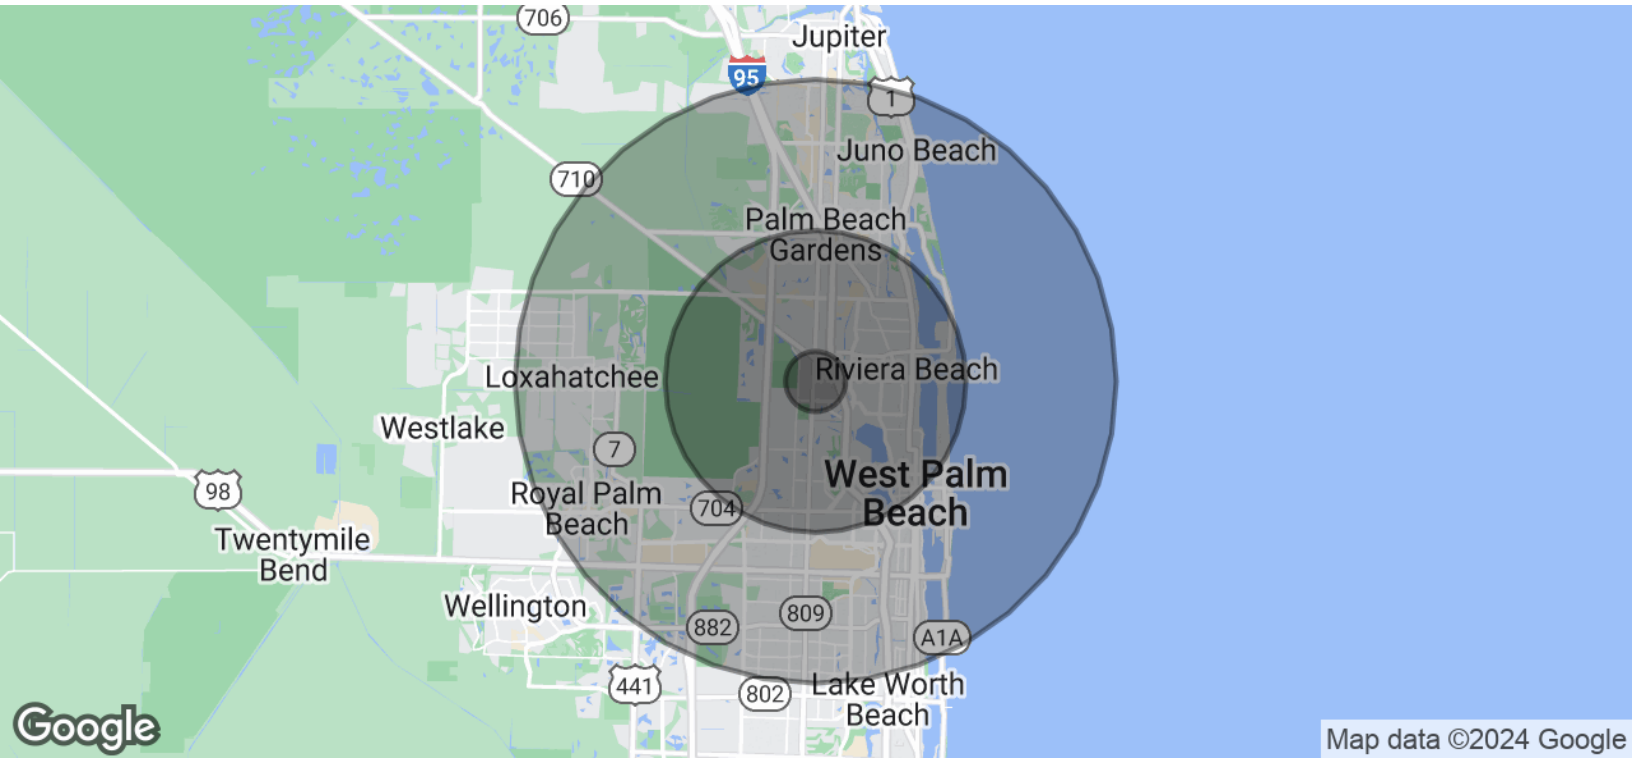 706
Jupiter
95
1
Juno Beach
710
Palm Beach
Gardens
Riviera Beach
Loxahatchee
Westlake
7
West Palm
Beach
98
Royal Palm
Beach
704
Twentymile
Bend
Wellington
809
882
A1A
441
802
Lake Worth
Beach
Google
Map data ©2024 Google